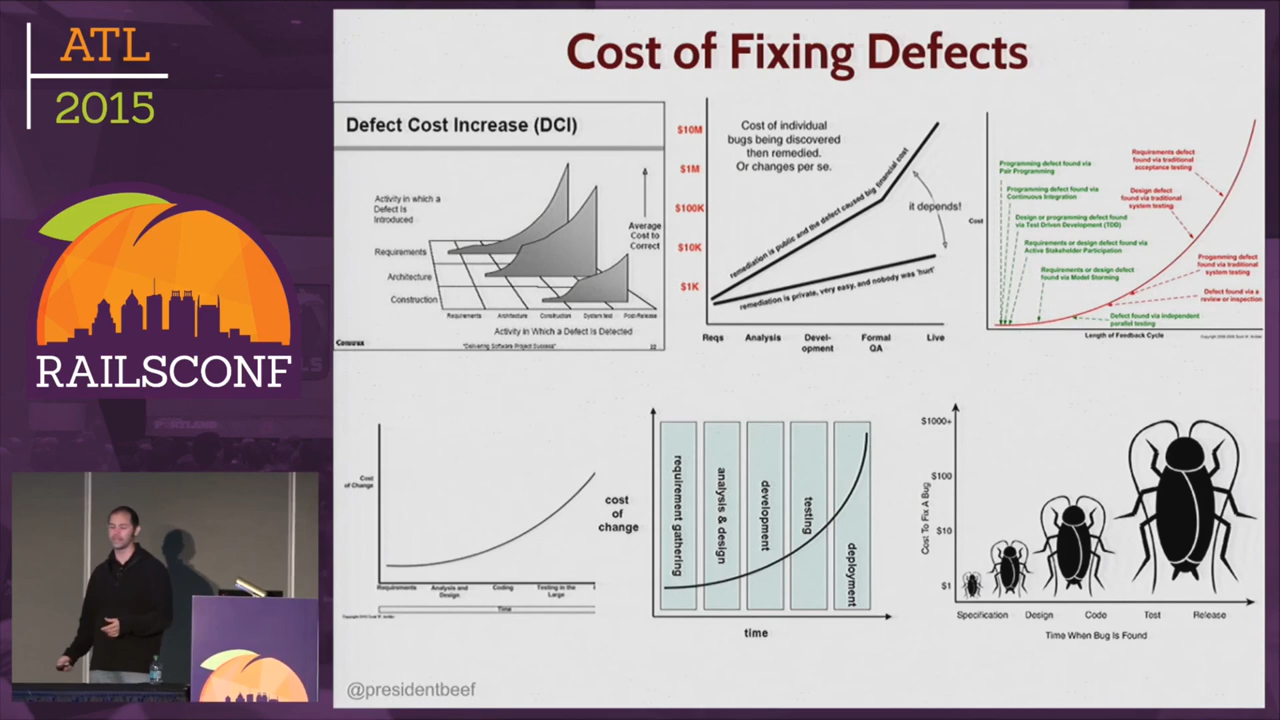 ATL
2015
RAILSCONF
Cost of Fixing Defects
Defect Cost Increase (DCI)
Activity in which a
Defect Is
Introduced
Requirements
Architecture
Construction
Average
Cost to
Correct
Requirements
Architecture
Construction
System test
Post-Release
Activity in Which a Defect Is Detected
Construx
"Delivering Software Project Success"
22
$10M
$1M
$100K
$10K
$1K
Cost of individual
bugs being discovered
then remedied.
Or changes per se.
remediation is public and the defect caused big financial cost
it depends!
remediation is private, very easy, and nobody was 'hurt'
Reqs
Analysis
Devel-
opment
Formal
QA
Live
Cost
Programming defect found via
Pair Programming
Programming defect found via
Continuous Integration
Design or programming defect found
via Test Driven Development (TDD)
Requirements or design defect found via
Active Stakeholder Participation
Requirements or design defect
found via Model Storming
Defect found via independent
parallel testing
Requirements defect
found via traditional
acceptance testing
Design defect
found via traditional
system testing
Progamming defect
found via traditional
system testing
Defect found via a
review or inspection
Length of Feedback Cycle
Cost
of Change
Requirements
Analysis and
Design
Coding
Testing in the
Large
Time
cost
of
change
requirement gathering
analysis & design
development
testing
deployment
time
Cost To Fix A Bug
$1000+
$100
$10
$1
Specification
Design
Code
Test
Release
Time When Bug Is Found
@presidentbeef